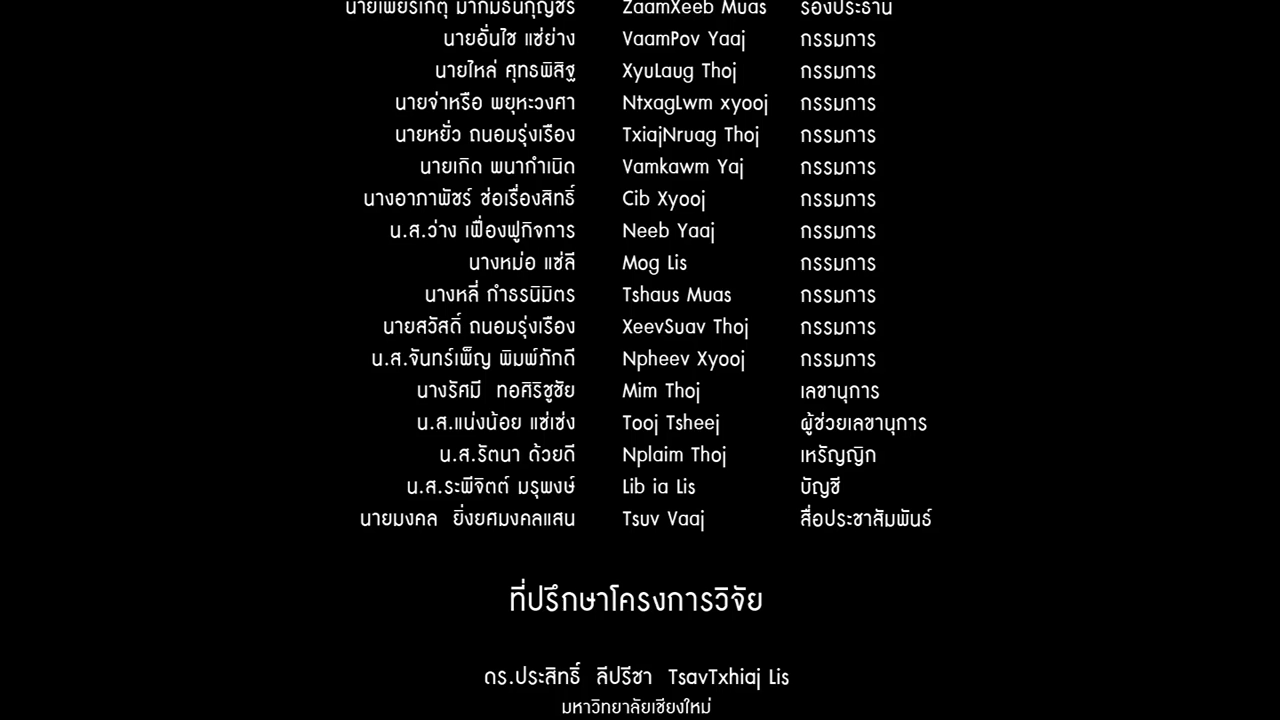 ZaamXeeb Muas รองประธาน
นายอั่นไช แซ่ย่าง VaamPov Yaaj กรรมการ
นายไหล่ ศุทธพิสิฐ XyuLaug Thoj กรรมการ
นายจ่าหรือ พยุหะวงศา NtxagLwm xyooj กรรมการ
นายหยั่ว ถนอมรุ่งเรือง TxiajNruag Thoj กรรมการ
นายเกิด พนากำเนิด Vamkawm Yaj กรรมการ
นางอาภาพัชร์ ช่อเรื่องสิทธิ์ Cib Xyooj กรรมการ
น.ส.ว่าง เฟื่องฟูกิจการ Neeb Yaaj กรรมการ
นางหม่อ แซ่ลี Mog Lis กรรมการ
นางหลี่ กำธรนิมิตร Tshaus Muas กรรมการ
นายสวัสดิ์ ถนอมรุ่งเรือง XeevSuav Thoj กรรมการ
น.ส.จันทร์เพ็ญ พิมพ์ภักดี Npheev Xyooj กรรมการ
นางรัศมี ทอศิริชูชัย Mim Thoj เลขานุการ
น.ส.แน่งน้อย แซ่เซ่ง Tooj Tsheej ผู้ช่วยเลขานุการ
น.ส.รัตนา ด้วยดี Nplaim Thoj เหรัญญิก
น.ส.ระพีจิตต์ มรุพงษ์ Lib ia Lis บัญชี
นายมงคล ยิ่งยศมงคลแสน Tsuv Vaaj สื่อประชาสัมพันธ์
ที่ปรึกษาโครงการวิจัย
ดร.ประสิทธิ์ ลีปรีชา TsavTxhiaj Lis
มหาวิทยาลัยเชียงใหม่